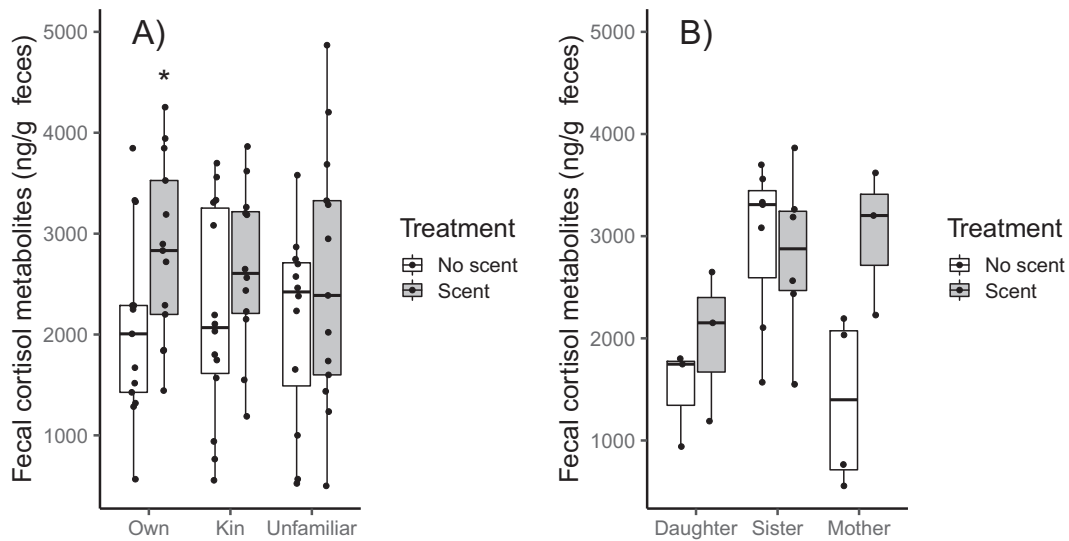 A)
*
Fecal cortisol metabolites (ng/g feces)
5000
4000
3000
2000
1000
Own Kin Unfamiliar
Treatment
No scent
Scent
B)
Fecal cortisol metabolites (ng/g feces)
5000
4000
3000
2000
1000
Daughter Sister Mother
Treatment
No scent
Scent